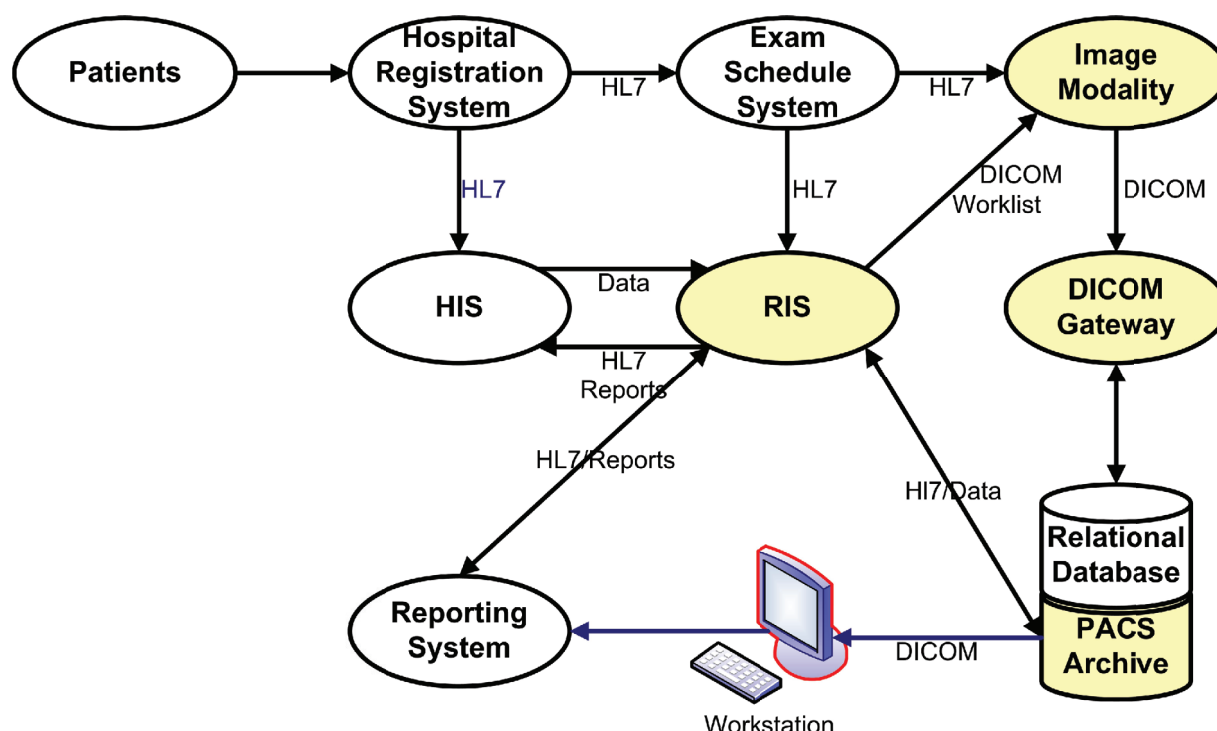 Patients
Hospital
Registration
System
HL7
Exam
Schedule
System
HL7
Image
Modality
HL7
HL7
DICOM
Worklist
DICOM
HIS
Data
RIS
DICOM
Gateway
HL7
Reports
HL7/Reports
Hl7/Data
Relational
Database
Reporting
System
DICOM
PACS
Archive
Workstation